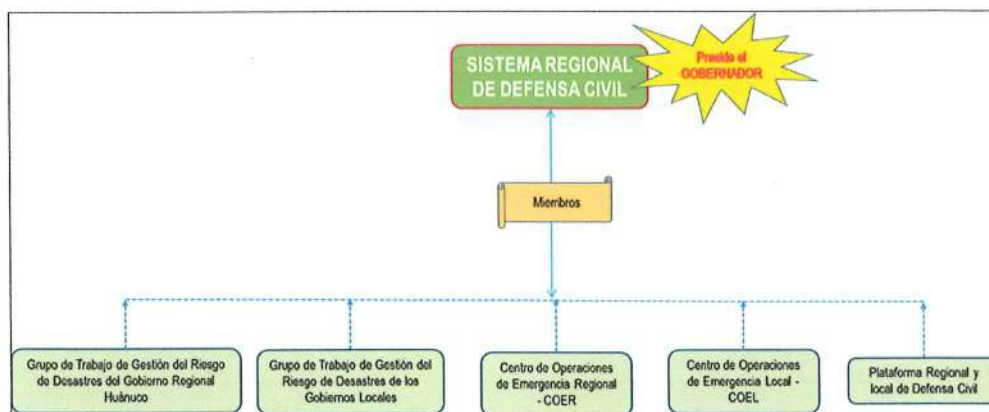 SISTEMA REGIONAL
DE DEFENSA CIVIL
Preside el
GOBERNADOR
Miembros
Grupo de Trabajo de Gestión del Riesgo
de Desastres del Gobierno Regional
Huánuco
Grupo de Trabajo de Gestión del
Riesgo de Desastres de los
Gobiernos Locales
Centro de Operaciones
de Emergencia Regional
- COER
Centro de Operaciones
de Emergencia Local -
COEL
Plataforma Regional y
local de Defensa Civil